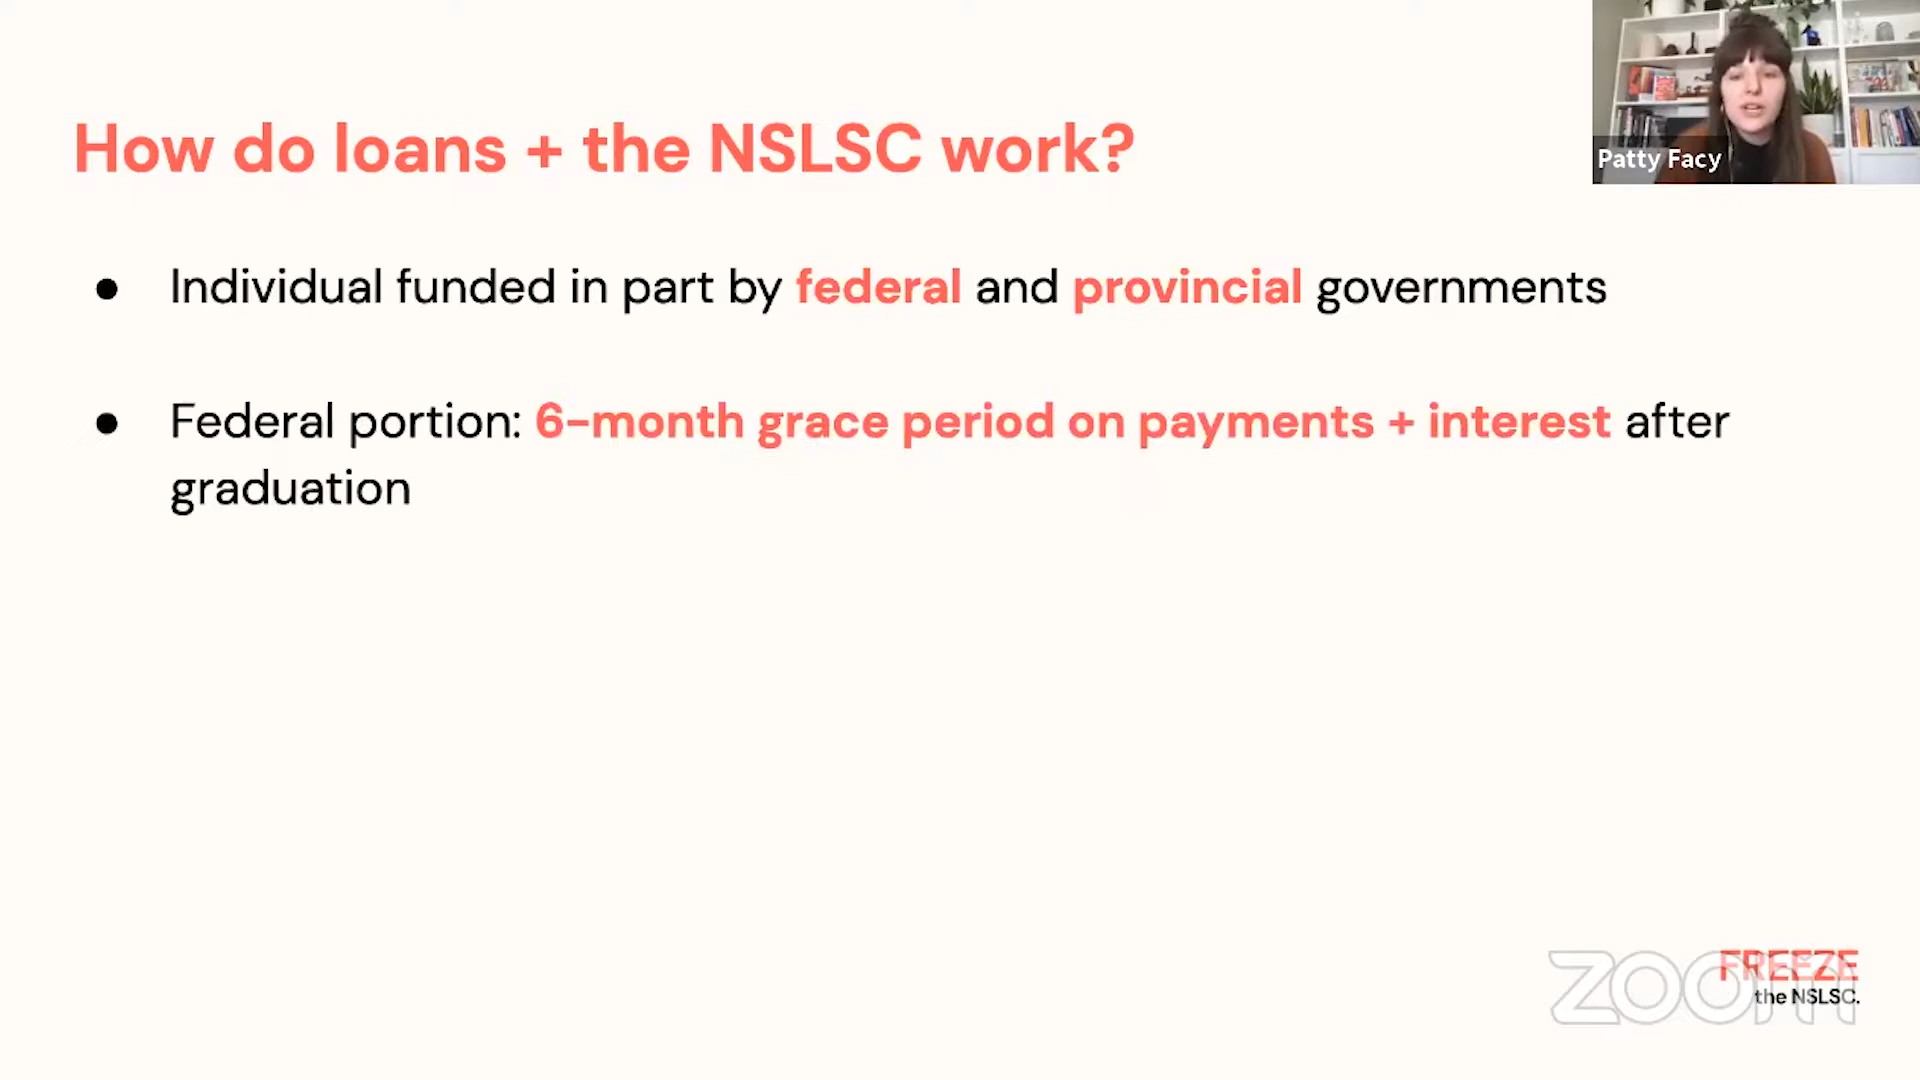 How do loans + the NSLSC work?
Patty Facy
● Individual funded in part by federal and provincial governments
● Federal portion: 6-month grace period on payments + interest after
graduation
FREEZE
the NSLSC.
zoom